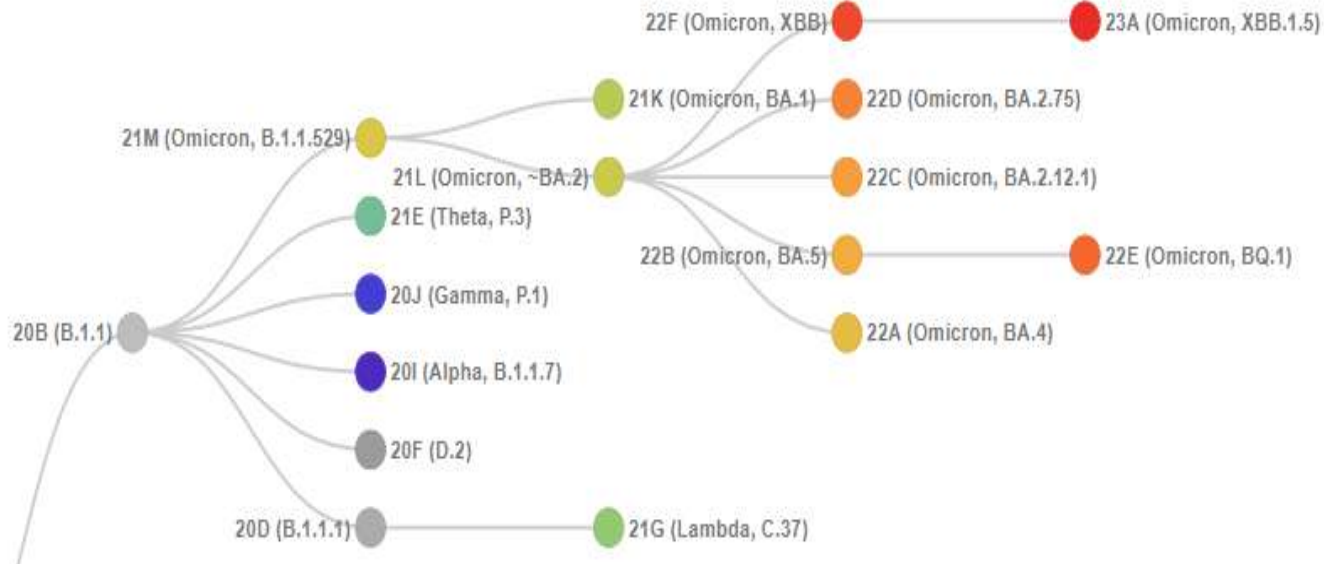 22F (Omicron, XBB)
23A (Omicron, XBB.1.5)
21K (Omicron, BA.1)
22D (Omicron, BA.2.75)
21M (Omicron, B.1.1.529)
21L (Omicron, ~BA.2)
22C (Omicron, BA.2.12.1)
21E (Theta, P.3)
22B (Omicron, BA.5)
22E (Omicron, BQ.1)
20J (Gamma, P.1)
20B (B.1.1)
22A (Omicron, BA.4)
20I (Alpha, B.1.1.7)
20F (D.2)
20D (B.1.1.1)
21G (Lambda, C.37)